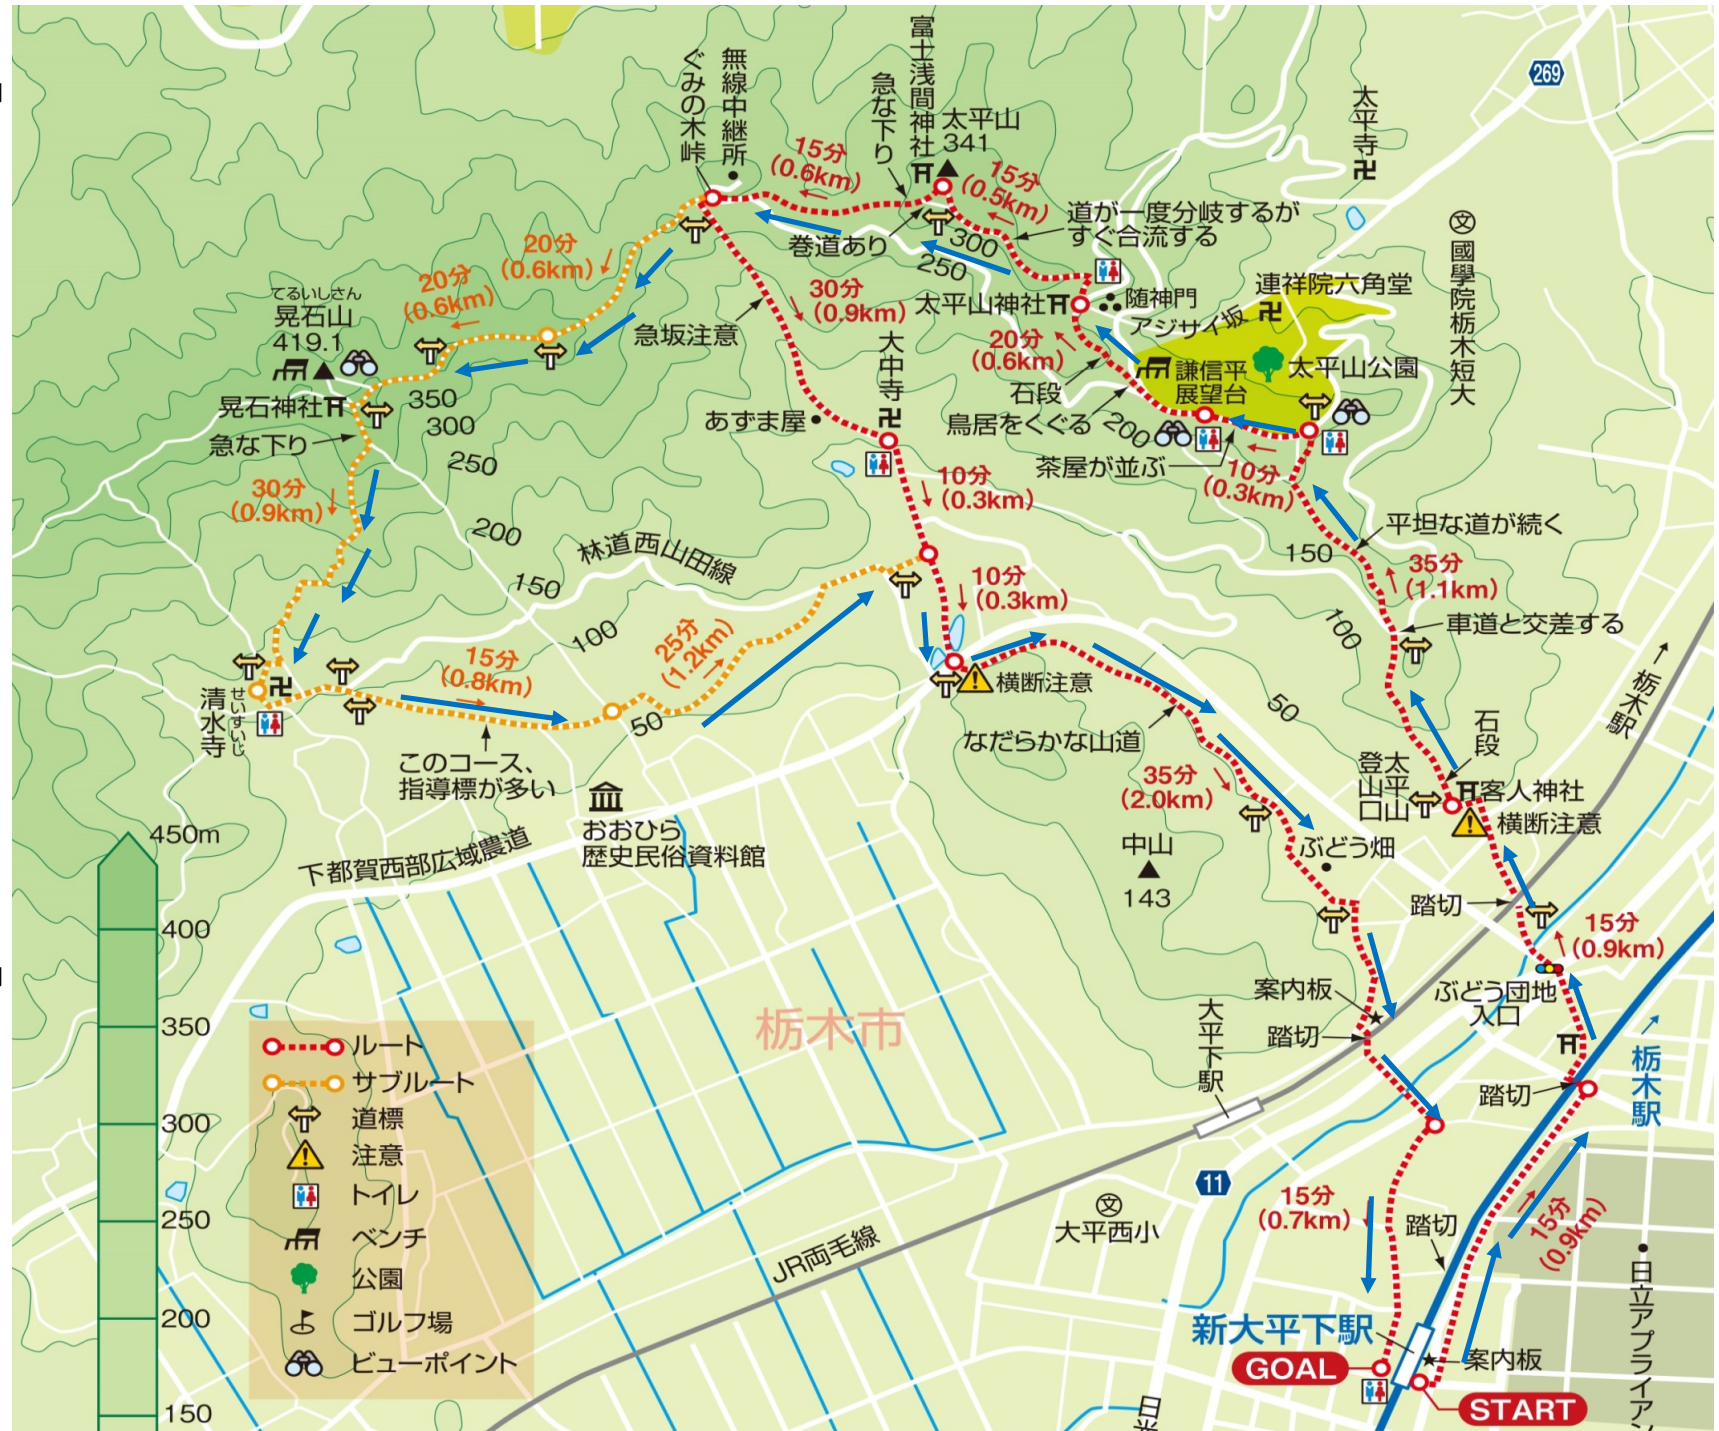 269
無線中継所
ぐみの木峠
富士浅間神社
急な下り
太平山
341
太平寺
15分
(0.6km)
15分
(0.5km)
道が一度分岐するが
すぐ合流する
巻道あり
300
250
國學院栃木短大
20分
(0.6km)
20分
(0.6km)
てるいしさん
晃石山
419.1
晃石神社
急な下り
350
300
250
200
150
100
50
30分
(0.9km)
急坂注意
太平山神社
随神門
アジサイ坂
連祥院六角堂
20分
(0.6km)
石段
鳥居をくぐる
謙信平
展望台
太平山公園
200
茶屋が並ぶ
10分
(0.3km)
大中寺
あずま屋
10分
(0.3km)
平坦な道が続く
150
35分
(1.1km)
100
車道と交差する
栃木駅
30分
(0.9km)
林道西山田線
10分
(0.3km)
横断注意
なだらかな山道
50
清水寺
せいすいじ
15分
(0.8km)
25分
(1.2km)
このコース、
指導標が多い
おおひら
歴史民俗資料館
下都賀西部広域農道
35分
(2.0km)
中山
143
ぶどう畑
石段
太平山
登山口
客人神社
横断注意
踏切
15分
(0.9km)
ぶどう団地
入口
案内板
踏切
大平下駅
踏切
栃木駅
栃木市
450m
400
350
300
250
200
150
ルート
サブルート
道標
注意
トイレ
ベンチ
公園
ゴルフ場
ビューポイント
JR両毛線
11
文
大平西小
15分
(0.7km)
踏切
15分
(0.9km)
新大平下駅
GOAL
案内板
START
日立アプライアン
日光